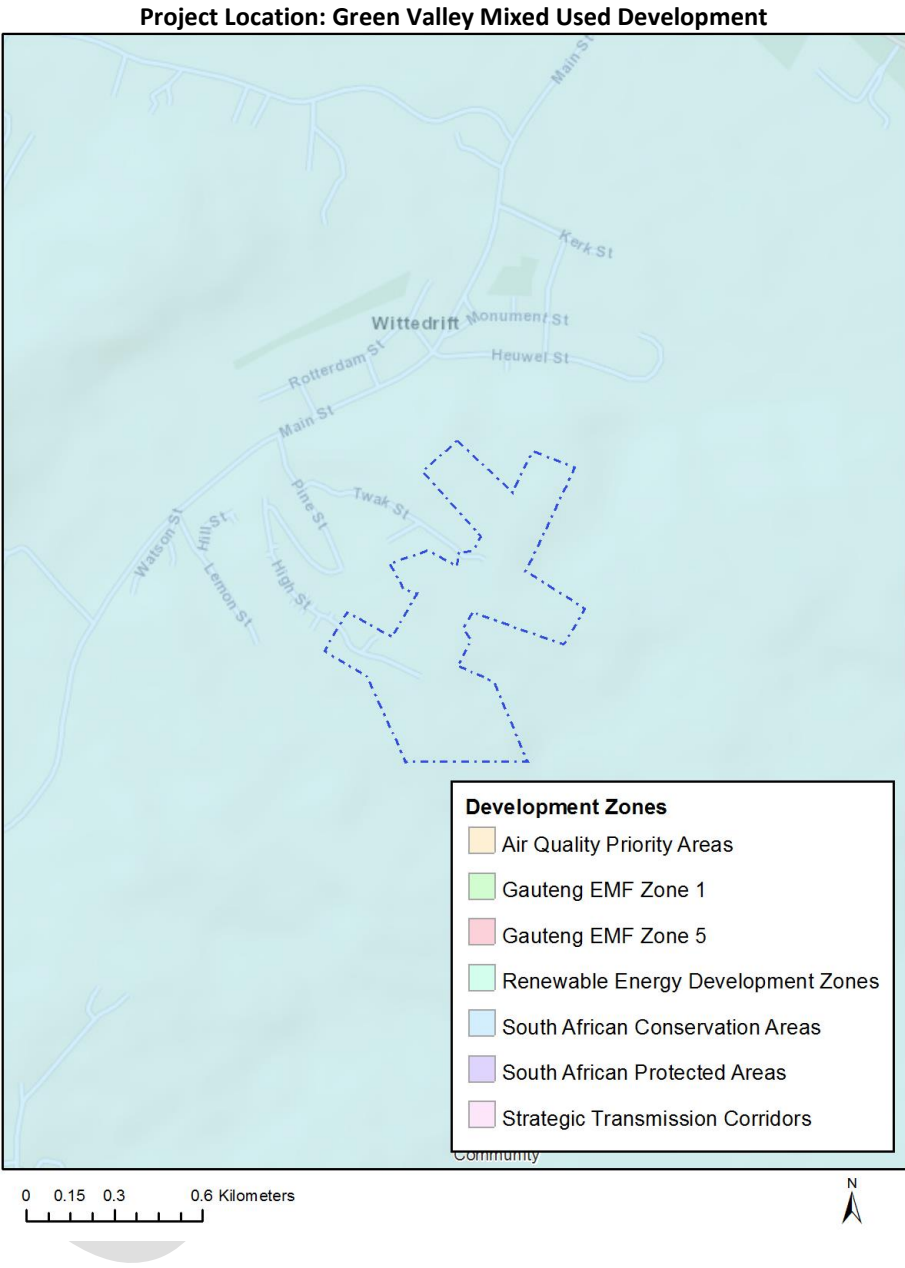 Project Location: Green Valley Mixed Used Development
Main St
Kerk St
Wittedrift
Monument St
Heuwel St
Rotterdam St
Main St
Pine St
Twak St
Watson St
Hill St
Lemon St
High St
Development Zones
Air Quality Priority Areas
Gauteng EMF Zone 1
Gauteng EMF Zone 5
Renewable Energy Development Zones
South African Conservation Areas
South African Protected Areas
Strategic Transmission Corridors
Community
0 0.15 0.3 0.6 Kilometers
N